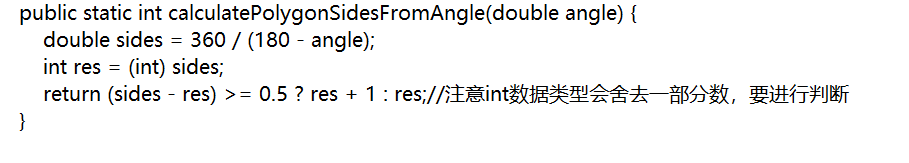 public static int calculatePolygonSidesFromAngle(double angle) {
    double sides = 360 / (180 - angle);
    int res = (int) sides;
    return (sides - res) >= 0.5 ? res + 1 : res;//注意int数据类型会舍去一部分数，要进行判断
}